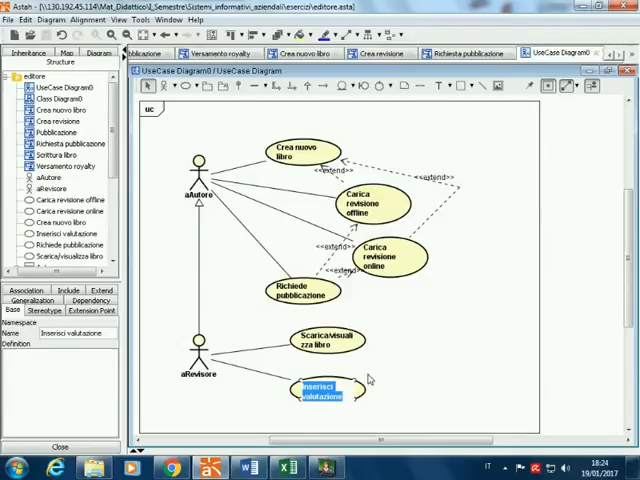 Astah - [\\130.192.45.114\Mat_Didattico\I_Semestre\Sistemi_informativi_aziendali\esercizi\editore.asta]
File Edit Diagram Alignment View Tools Window Help
Inheritance Map Diagram
Structure
ubblicazione Versamento royalty Crea nuovo libro Crea revisione Richiesta pubblicazione UseCase Diagram0
UseCase Diagram0 / UseCase Diagram
editore
UseCase Diagram0
Class Diagram0
Crea nuovo libro
Crea revisione
Pubblicazione
Richiesta pubblicazione
Scrittura libro
Versamento royalty
aAutore
aRevisore
Carica revisione offline
Carica revisione online
Crea nuovo libro
Inserisci valutazione
Richiede pubblicazione
Scarica/visualizza libro
Association Include Extend
Generalization Dependency
Base Stereotype Extension Point
Namespace
Name Inserisci valutazione
Definition
Close
uc
Crea nuovo
libro
<<extend>>
<<extend>>
aAutore
Carica
revisione
offline
<<extend>>
Carica
revisione
online
<<extend>>
Richiede
pubblicazione
Scarica/visuali
zza libro
aRevisore
Inserisci
valutazione
IT
18:24
19/01/2017